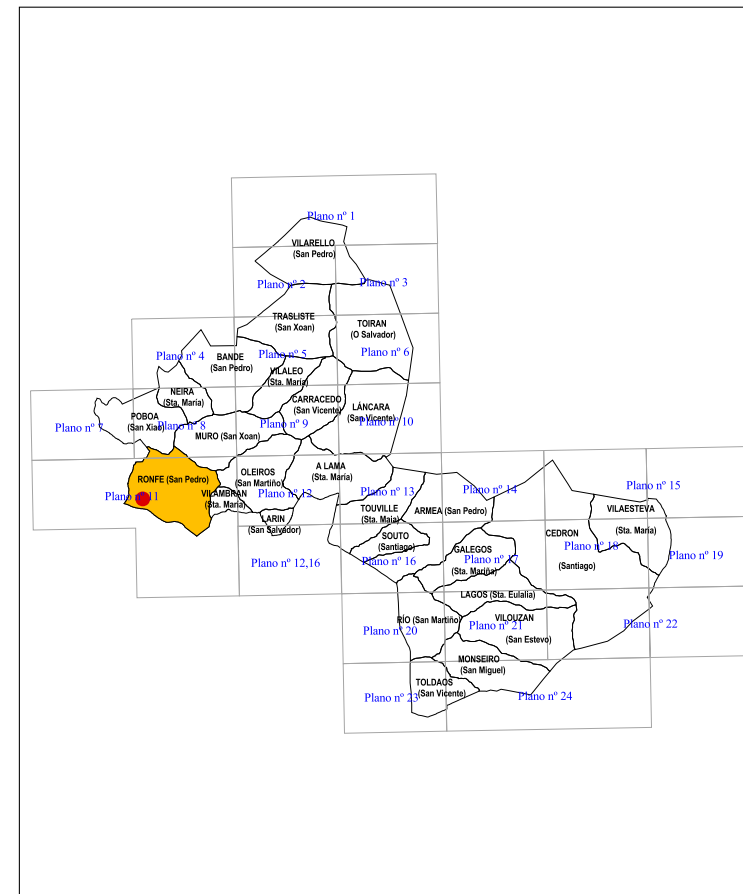 Plano nº 1
VILARELLO
(San Pedro)
Plano nº 2
Plano nº 3
TRASLISTE
(San Xoan)
TOIRAN
(O Salvador)
Plano nº 4
BANDE
(San Pedro)
Plano nº 5
Plano nº 6
VILALEO
(Sta. María)
NEIRA
(Sta. María)
CARRACEDO
(San Vicente)
LÁNCARA
(San Vicente)
Plano nº 7
POBOA
(San Xiao)
Plano nº 8
Plano nº 9
Plano nº 10
MURO (San Xoan)
RONFE (San Pedro)
OLEIROS
(San Martiño)
A LAMA
(Sta. María)
Plano nº 11
VILAMBRAN
(Sta. María)
Plano nº 12
Plano nº 13
Plano nº 14
Plano nº 15
LARIN
(San Salvador)
TOUVILLE
(Sta. Maia)
ARMEA (San Pedro)
VILAESTEVA
(Sta. María)
SOUTO
(Santiago)
GALEGOS
(Sta. Mariña)
CEDRON
(Santiago)
Plano nº 12,16
Plano nº 16
Plano nº 17
Plano nº 18
Plano nº 19
LAGOS (Sta. Eulalia)
RÍO (San Martiño)
VILOUZAN
(San Estevo)
Plano nº 20
Plano nº 21
Plano nº 22
MONSEIRO
(San Miguel)
TOLDAOS
(San Vicente)
Plano nº 23
Plano nº 24